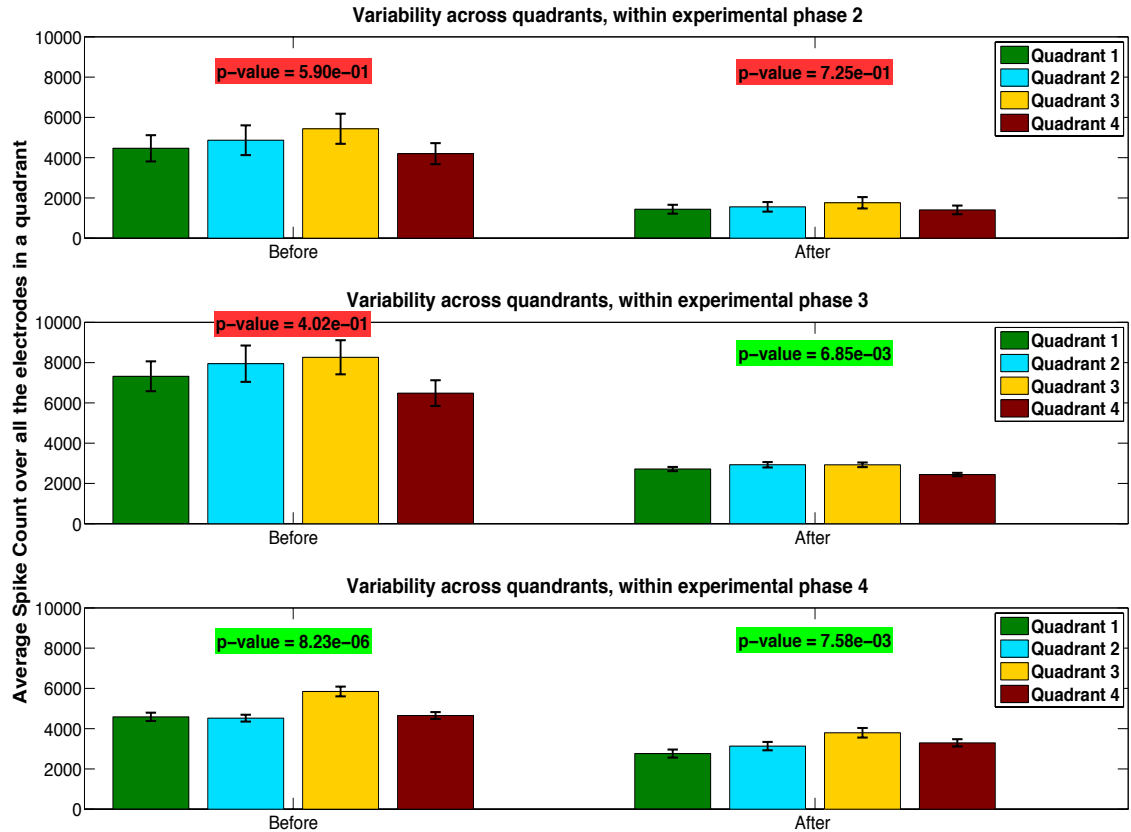 Average Spike Count over all the electrodes in a quadrant
Variability across quadrants, within experimental phase 2
10000
8000
6000
4000
2000
0
p−value = 5.90e−01
p−value = 7.25e−01
Quadrant 1
Quadrant 2
Quadrant 3
Quadrant 4
Before
After
Variability across quandrants, within experimental phase 3
10000
8000
6000
4000
2000
0
p−value = 4.02e−01
p−value = 6.85e−03
Quadrant 1
Quadrant 2
Quadrant 3
Quadrant 4
Before
After
Variability across quandrants, within experimental phase 4
10000
8000
6000
4000
2000
0
p−value = 8.23e−06
p−value = 7.58e−03
Quadrant 1
Quadrant 2
Quadrant 3
Quadrant 4
Before
After